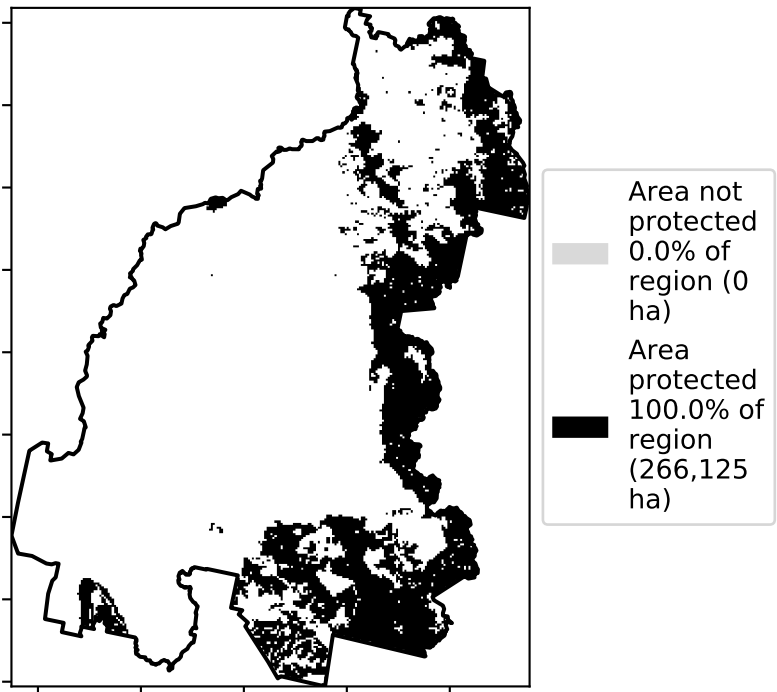 Area not
protected
0.0% of
region (0
ha)
Area
protected
100.0% of
region
(266,125
ha)